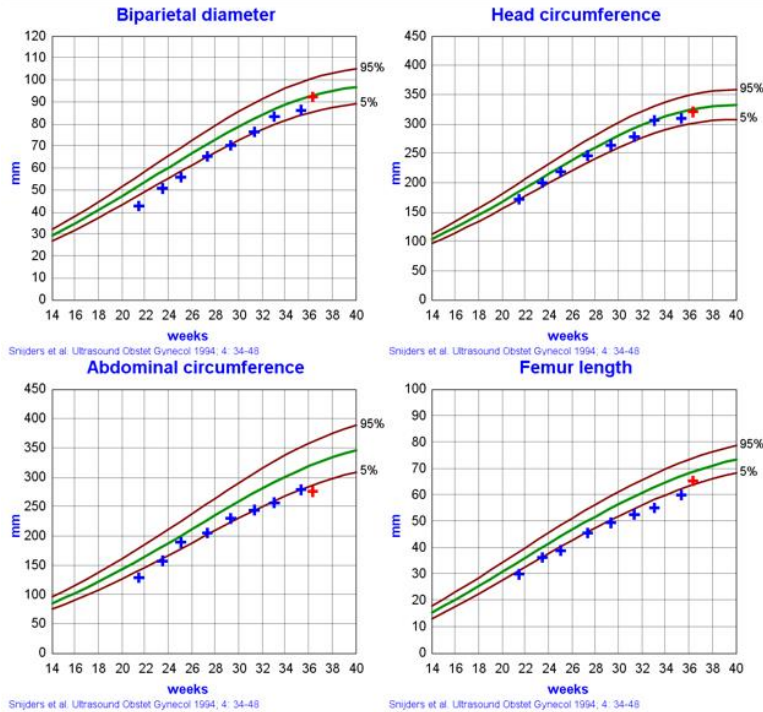 Biparietal diameter
120
110
100
90
80
70
60
50
40
30
20
10
0
mm
95%
5%
14 16 18 20 22 24 26 28 30 32 34 36 38 40
weeks
Snijders et al. Ultrasound Obstet Gynecol 1994; 4: 34-48
Head circumference
450
400
350
300
250
200
150
100
50
0
mm
95%
5%
14 16 18 20 22 24 26 28 30 32 34 36 38 40
weeks
Snijders et al. Ultrasound Obstet Gynecol 1994; 4: 34-48
Abdominal circumference
450
400
350
300
250
200
150
100
50
0
mm
95%
5%
14 16 18 20 22 24 26 28 30 32 34 36 38 40
weeks
Snijders et al. Ultrasound Obstet Gynecol 1994; 4: 34-48
Femur length
100
90
80
70
60
50
40
30
20
10
0
mm
95%
5%
14 16 18 20 22 24 26 28 30 32 34 36 38 40
weeks
Snijders et al. Ultrasound Obstet Gynecol 1994; 4: 34-48